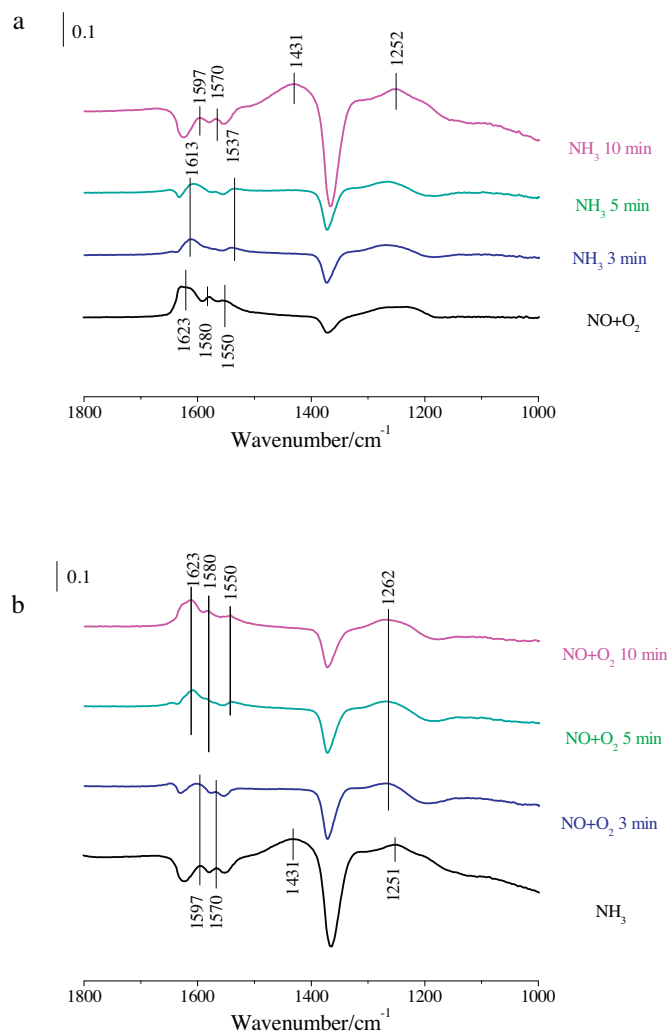 a
0.1
1431
1252
1597
1570
1613
1537
NH3 10 min
NH3 5 min
NH3 3 min
NO+O2
1623
1580
1550
1800
1600
1400
1200
1000
Wavenumber/cm-1
0.1
b
1623
1580
1550
1262
NO+O2 10 min
NO+O2 5 min
NO+O2 3 min
1431
1251
1597
1570
NH3
1800
1600
1400
1200
1000
Wavenumber/cm-1